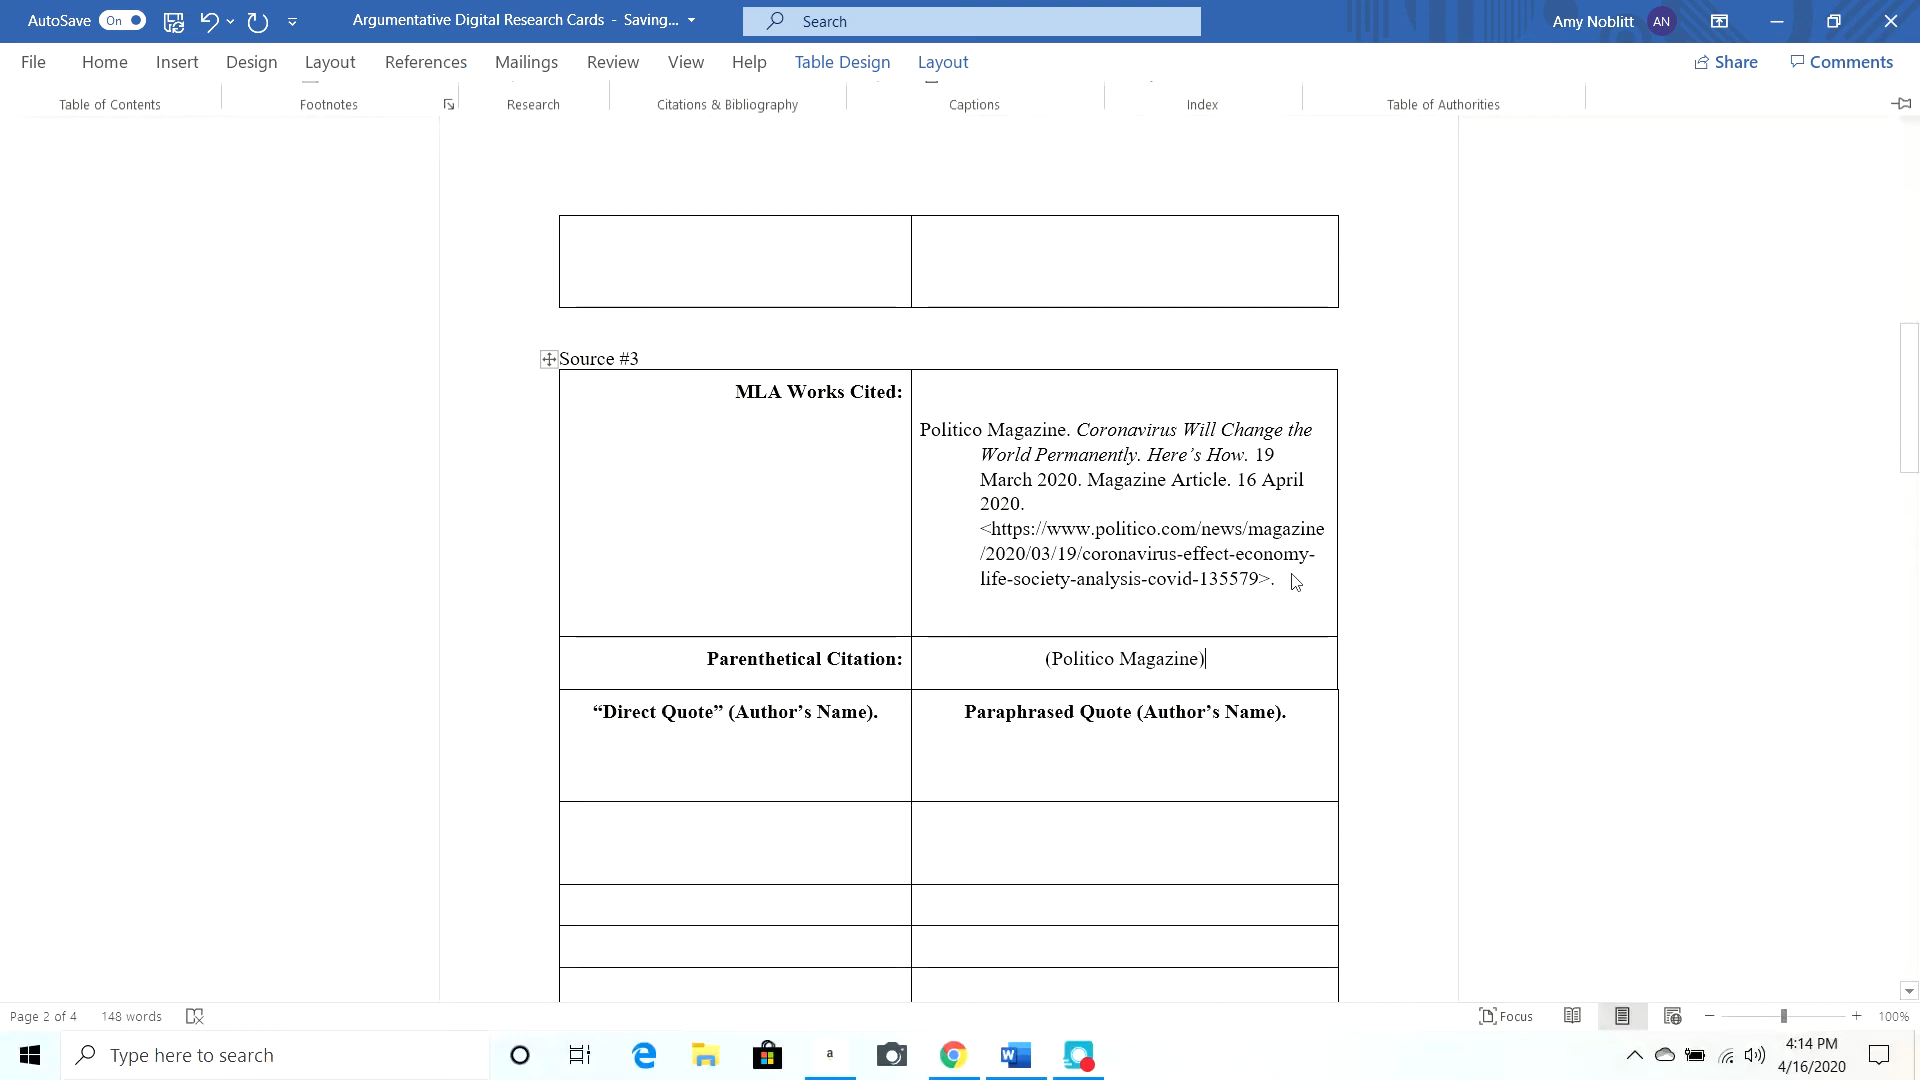 AutoSave On Argumentative Digital Research Cards - Saving... Search Amy Noblitt AN
File Home Insert Design Layout References Mailings Review View Help Table Design Layout Share Comments
Table of Contents Footnotes Research Citations & Bibliography Captions Index Table of Authorities
Source #3
MLA Works Cited:
Politico Magazine. Coronavirus Will Change the
World Permanently. Here’s How. 19
March 2020. Magazine Article. 16 April
2020.
<https://www.politico.com/news/magazine
/2020/03/19/coronavirus-effect-economy-
life-society-analysis-covid-135579>.
Parenthetical Citation: (Politico Magazine)
“Direct Quote” (Author’s Name). Paraphrased Quote (Author’s Name).
Page 2 of 4 148 words Focus 100%
Type here to search a 4:14 PM
4/16/2020